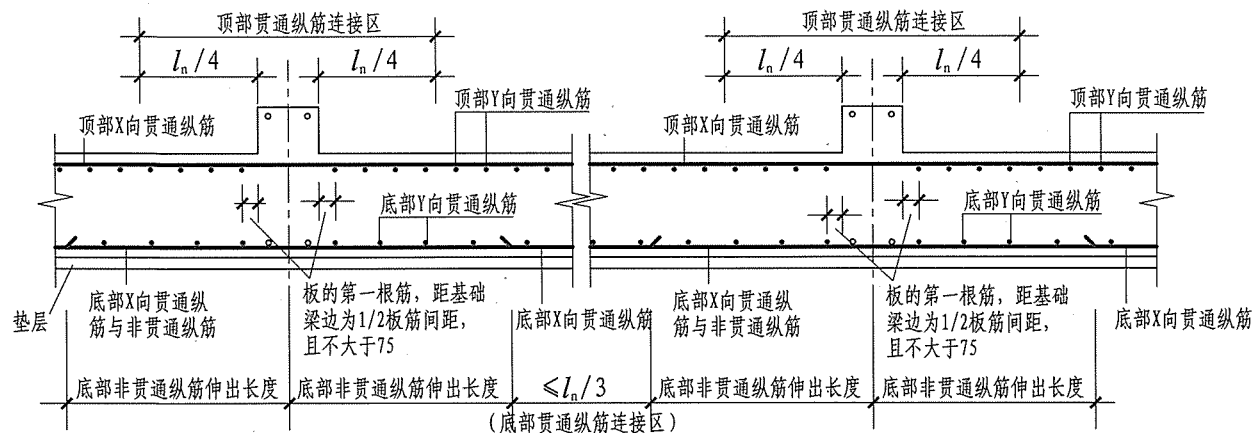 顶部贯通纵筋连接区
顶部贯通纵筋连接区
lₙ/4
lₙ/4
lₙ/4
lₙ/4
顶部X向贯通纵筋
顶部Y向贯通纵筋
顶部X向贯通纵筋
顶部Y向贯通纵筋
底部Y向贯通纵筋
底部Y向贯通纵筋
垫层
底部X向贯通纵
筋与非贯通纵筋
板的第一根筋，距基础
梁边为1/2板筋间距，
且不大于75
底部X向贯通纵筋
底部X向贯通纵
筋与非贯通纵筋
板的第一根筋，距基础
梁边为1/2板筋间距，
且不大于75
底部X向贯通纵筋
底部非贯通纵筋伸出长度
底部非贯通纵筋伸出长度
≤lₙ/3
底部非贯通纵筋伸出长度
底部非贯通纵筋伸出长度
（底部贯通纵筋连接区）